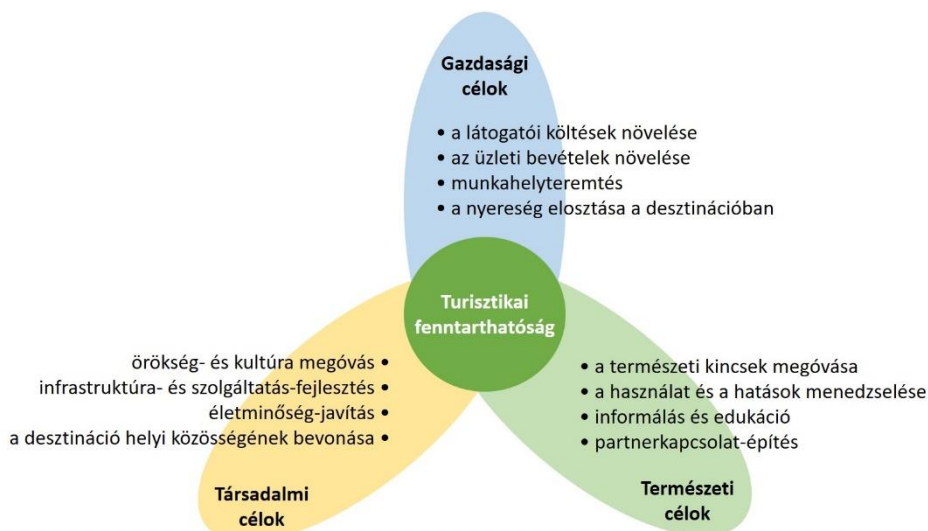 Gazdasági
célok
• a látogatói költések növelése
• az üzleti bevételek növelése
• munkahelyteremtés
• a nyereség elosztása a desztinációban
Turisztikai
fenntarthatóság
örökség- és kultúra megóvás •
infrastruktúra- és szolgáltatás-fejlesztés •
életminőség-javítás •
a desztináció helyi közösségének bevonása •
Társadalmi
célok
• a természeti kincsek megóvása
• a használat és a hatások menedzselése
• informálás és edukáció
• partnerkapcsolat-építés
Természeti
célok